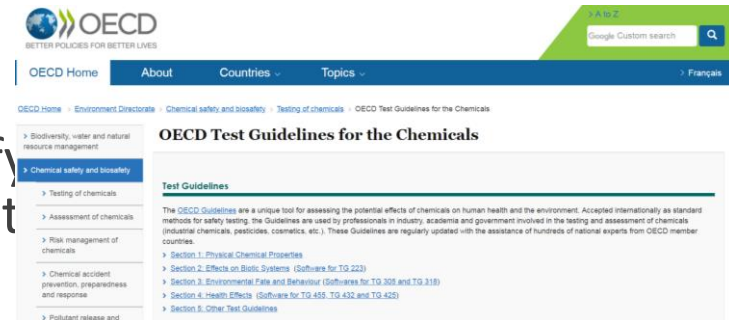 OECD
BETTER POLICIES FOR BETTER LIVES
> A to Z
Google Custom search
OECD Home
About
Countries
Topics
> Français
OECD Home › Environment Directorate › Chemical safety and biosafety › Testing of chemicals › OECD Test Guidelines for the Chemicals
> Biodiversity, water and natural
resource management
> Chemical safety and biosafety
> Testing of chemicals
> Assessment of chemicals
> Risk management of
chemicals
> Chemical accident
prevention, preparedness
and response
> Pollutant release and
OECD Test Guidelines for the Chemicals
Test Guidelines
The OECD Guidelines are a unique tool for assessing the potential effects of chemicals on human health and the environment. Accepted internationally as standard
methods for safety testing, the Guidelines are used by professionals in industry, academia and government involved in the testing and assessment of chemicals
(industrial chemicals, pesticides, cosmetics, etc.). These Guidelines are regularly updated with the assistance of hundreds of national experts from OECD member
countries.
> Section 1: Physical Chemical Properties
> Section 2: Effects on Biotic Systems (Software for TG 223)
> Section 3: Environmental Fate and Behaviour (Softwares for TG 305 and TG 318)
> Section 4: Health Effects (Software for TG 455, TG 432 and TG 425)
> Section 5: Other Test Guidelines